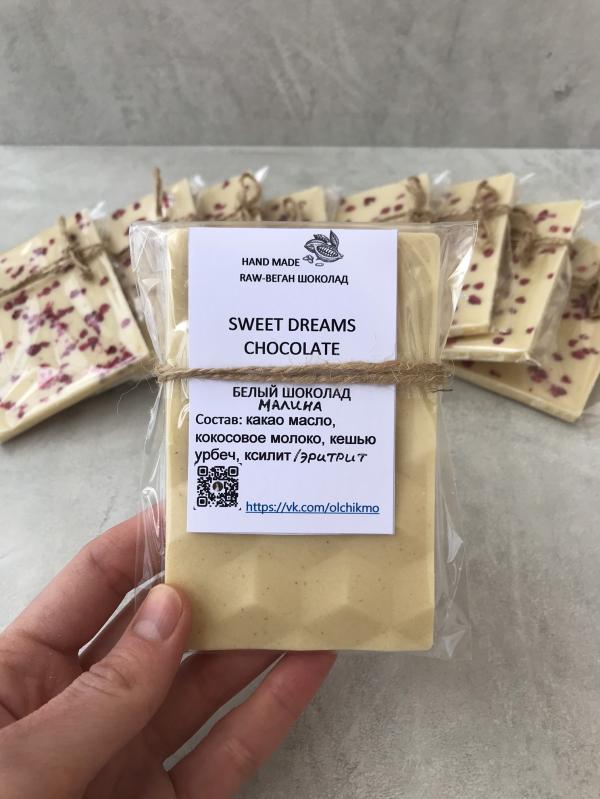 HAND MADE
RAW-ВЕГАН ШОКОЛАД
SWEET DREAMS
CHOCOLATE
БЕЛЫЙ ШОКОЛАД
МАЛИНА
Состав: какао масло,
кокосовое молоко, кешью
урбеч, ксилит/эритрит
https://vk.com/olchikmo